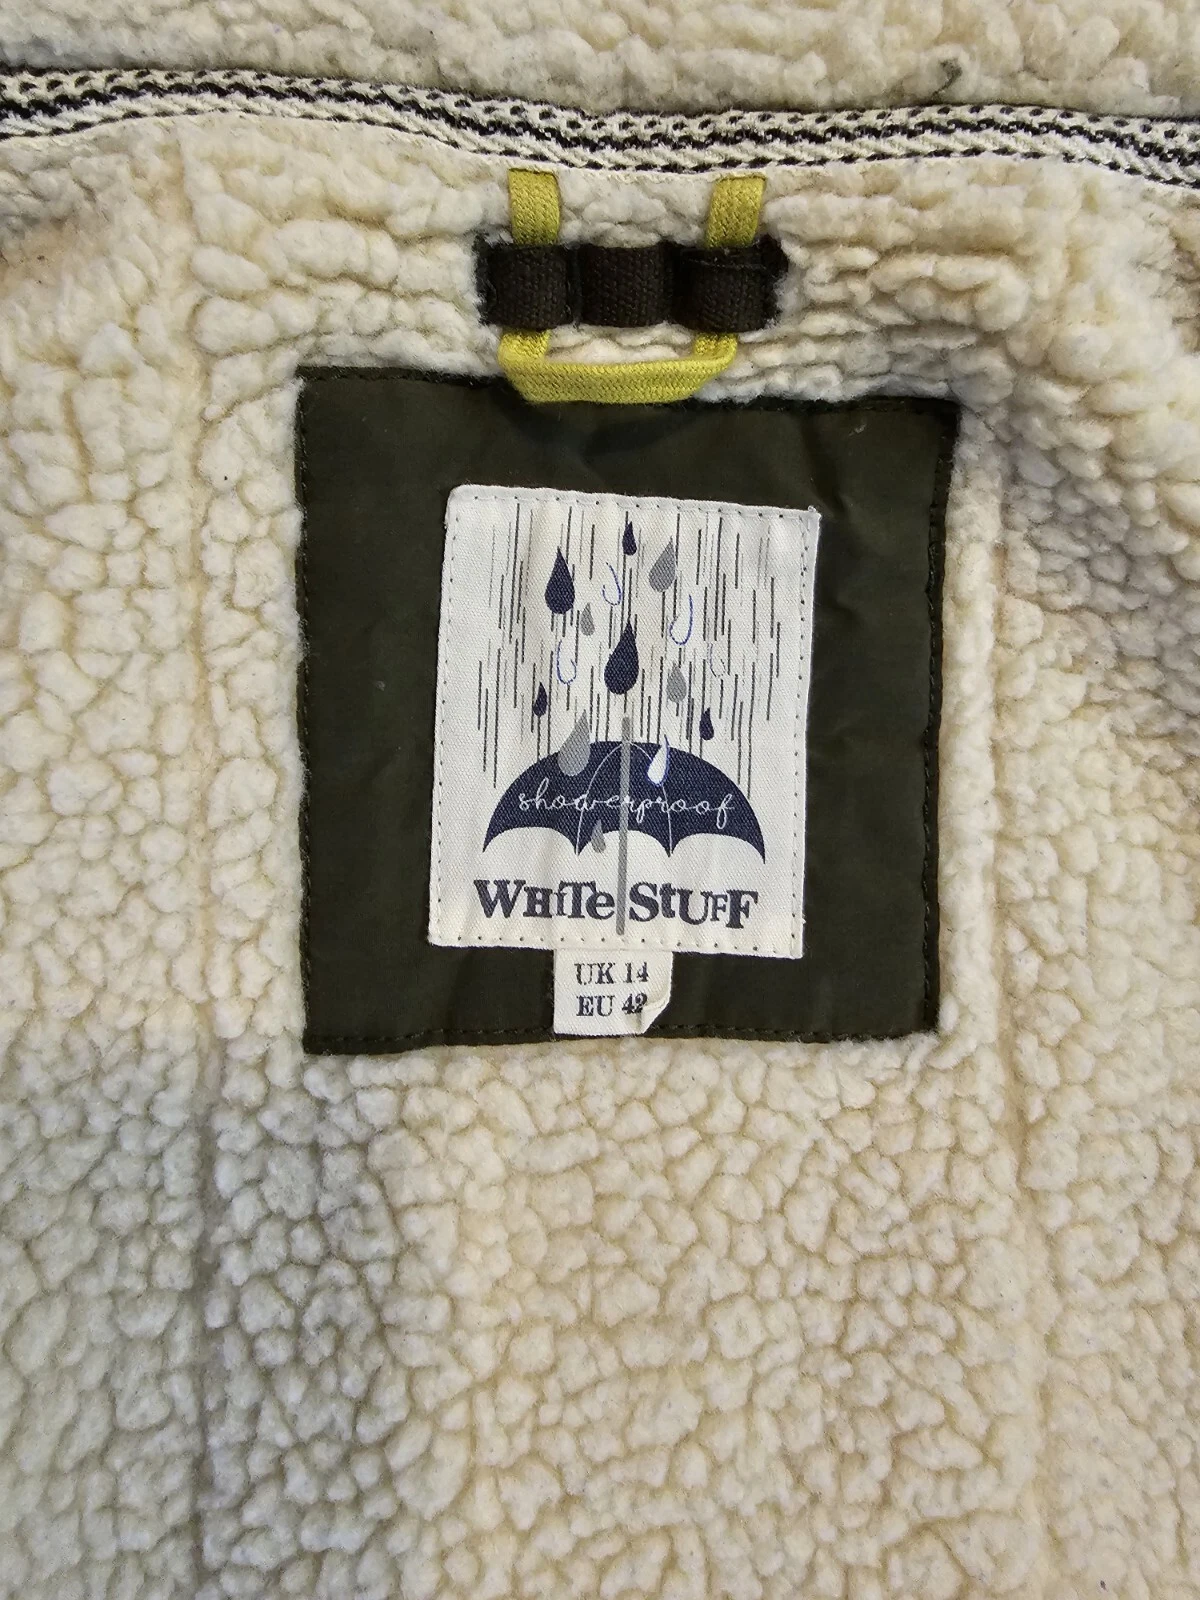 showerproof
WHiTe StUFF
UK 14
EU 42